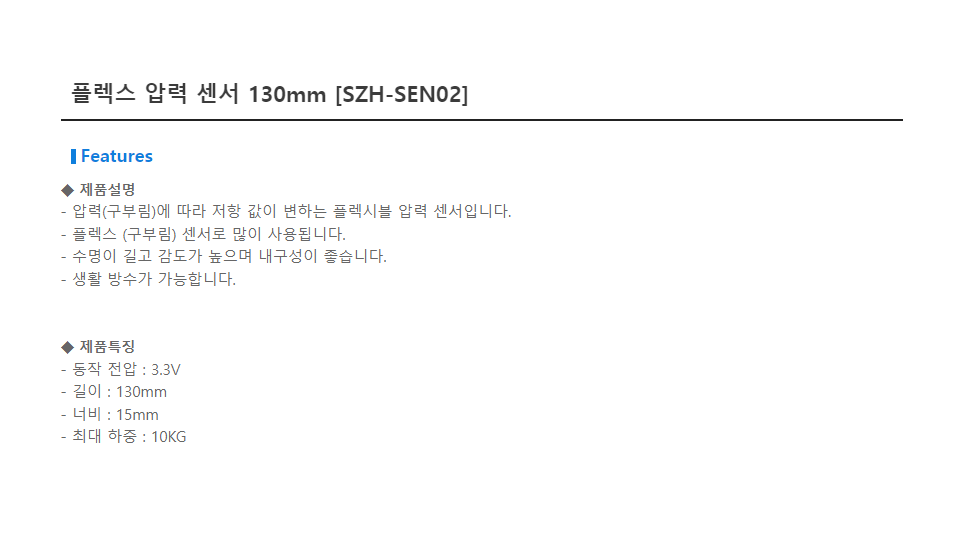 플렉스 압력 센서 130mm [SZH-SEN02]
Features
◆ 제품설명
- 압력(구부림)에 따라 저항 값이 변하는 플렉시블 압력 센서입니다.
- 플렉스 (구부림) 센서로 많이 사용됩니다.
- 수명이 길고 감도가 높으며 내구성이 좋습니다.
- 생활 방수가 가능합니다.
◆ 제품특징
- 동작 전압 : 3.3V
- 길이 : 130mm
- 너비 : 15mm
- 최대 하중 : 10KG